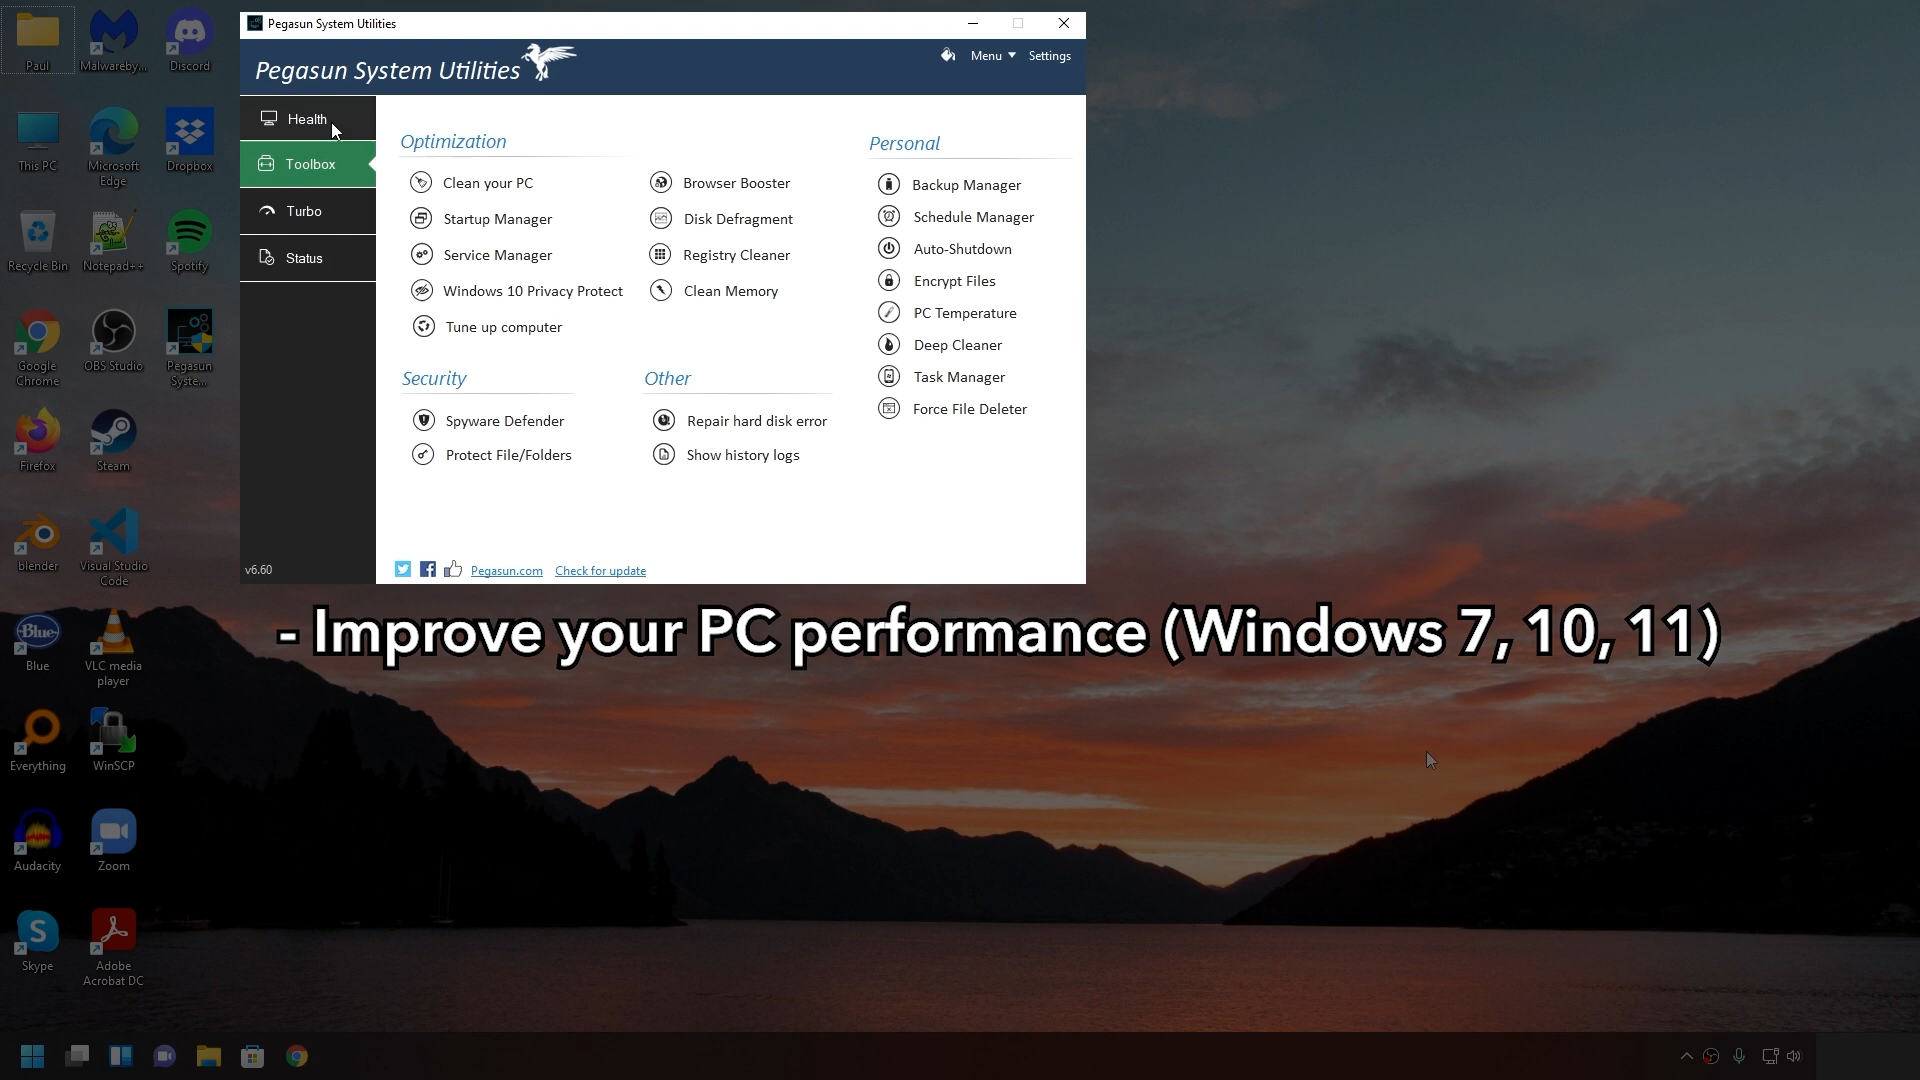 Pegasun System Utilities
Pegasun System Utilities
Menu
Settings
Health
Toolbox
Turbo
Status
v6.60
Optimization
Clean your PC
Startup Manager
Service Manager
Windows 10 Privacy Protect
Tune up computer
Browser Booster
Disk Defragment
Registry Cleaner
Clean Memory
Security
Spyware Defender
Protect File/Folders
Other
Repair hard disk error
Show history logs
Personal
Backup Manager
Schedule Manager
Auto-Shutdown
Encrypt Files
PC Temperature
Deep Cleaner
Task Manager
Force File Deleter
Pegasun.com
Check for update
- Improve your PC performance (Windows 7, 10, 11)
Paul
Malwareby...
Discord
This PC
Microsoft
Edge
Dropbox
Recycle Bin
Notepad++
Spotify
Google
Chrome
OBS Studio
Pegasun
Syste...
Firefox
Steam
blender
Visual Studio
Code
Blue
Blue
VLC media
player
Everything
WinSCP
Audacity
Zoom
Skype
Adobe
Acrobat DC